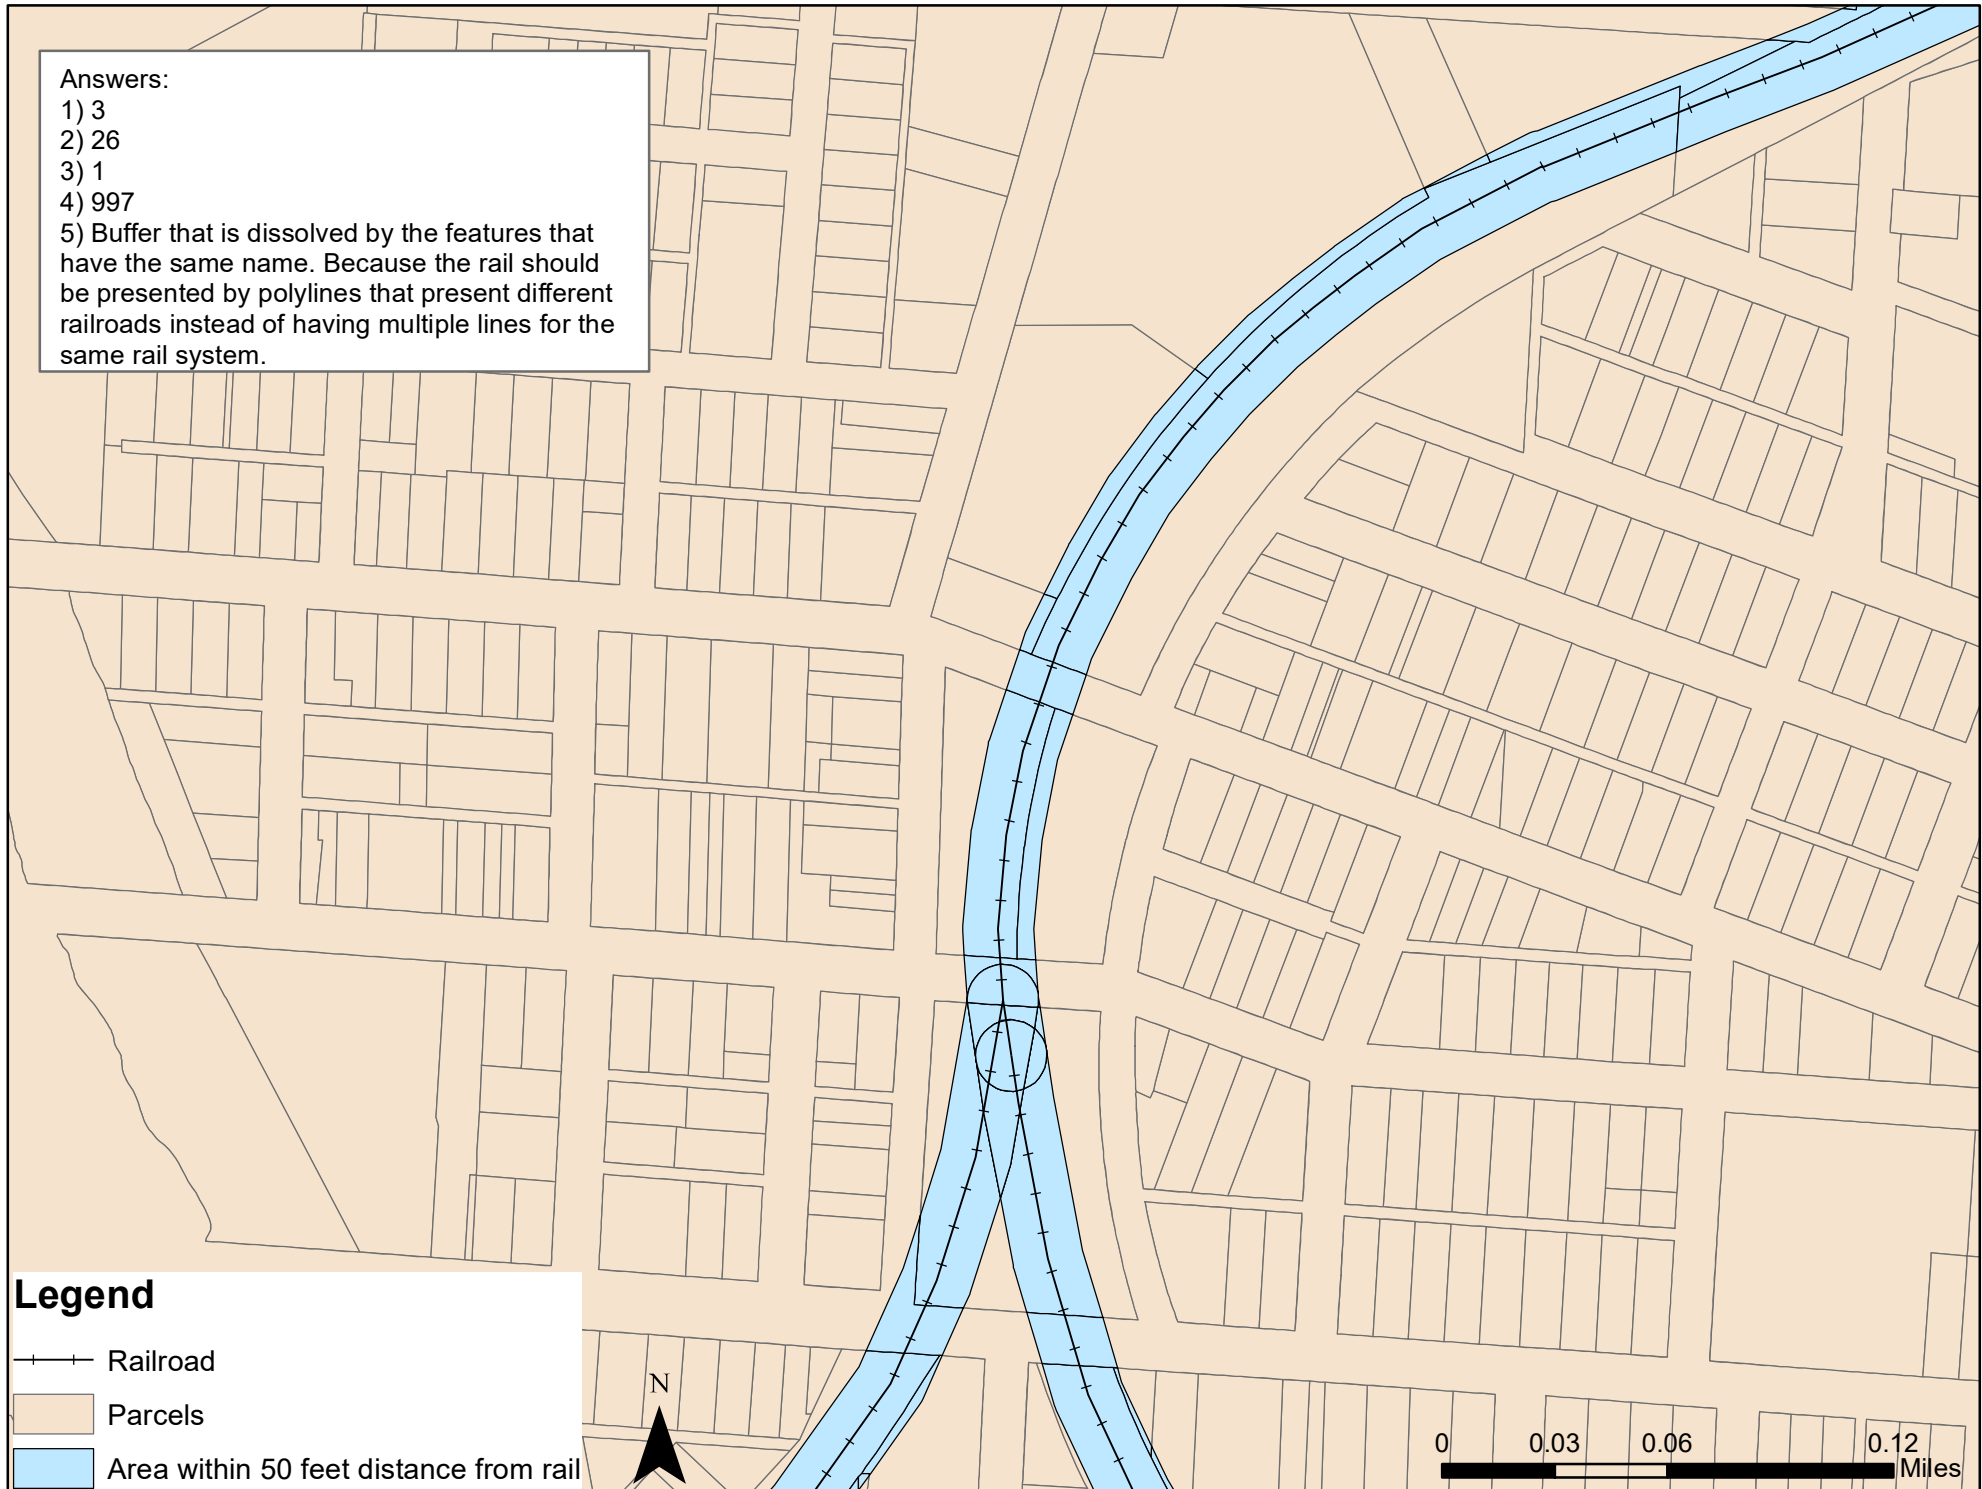 Answers:
1) 3
2) 26
3) 1
4) 997
5) Buffer that is dissolved by the features that
have the same name. Because the rail should
be presented by polylines that present different
railroads instead of having multiple lines for the
same rail system.
Legend
Railroad
Parcels
Area within 50 feet distance from rail
N
0 0.03 0.06 0.12
Miles